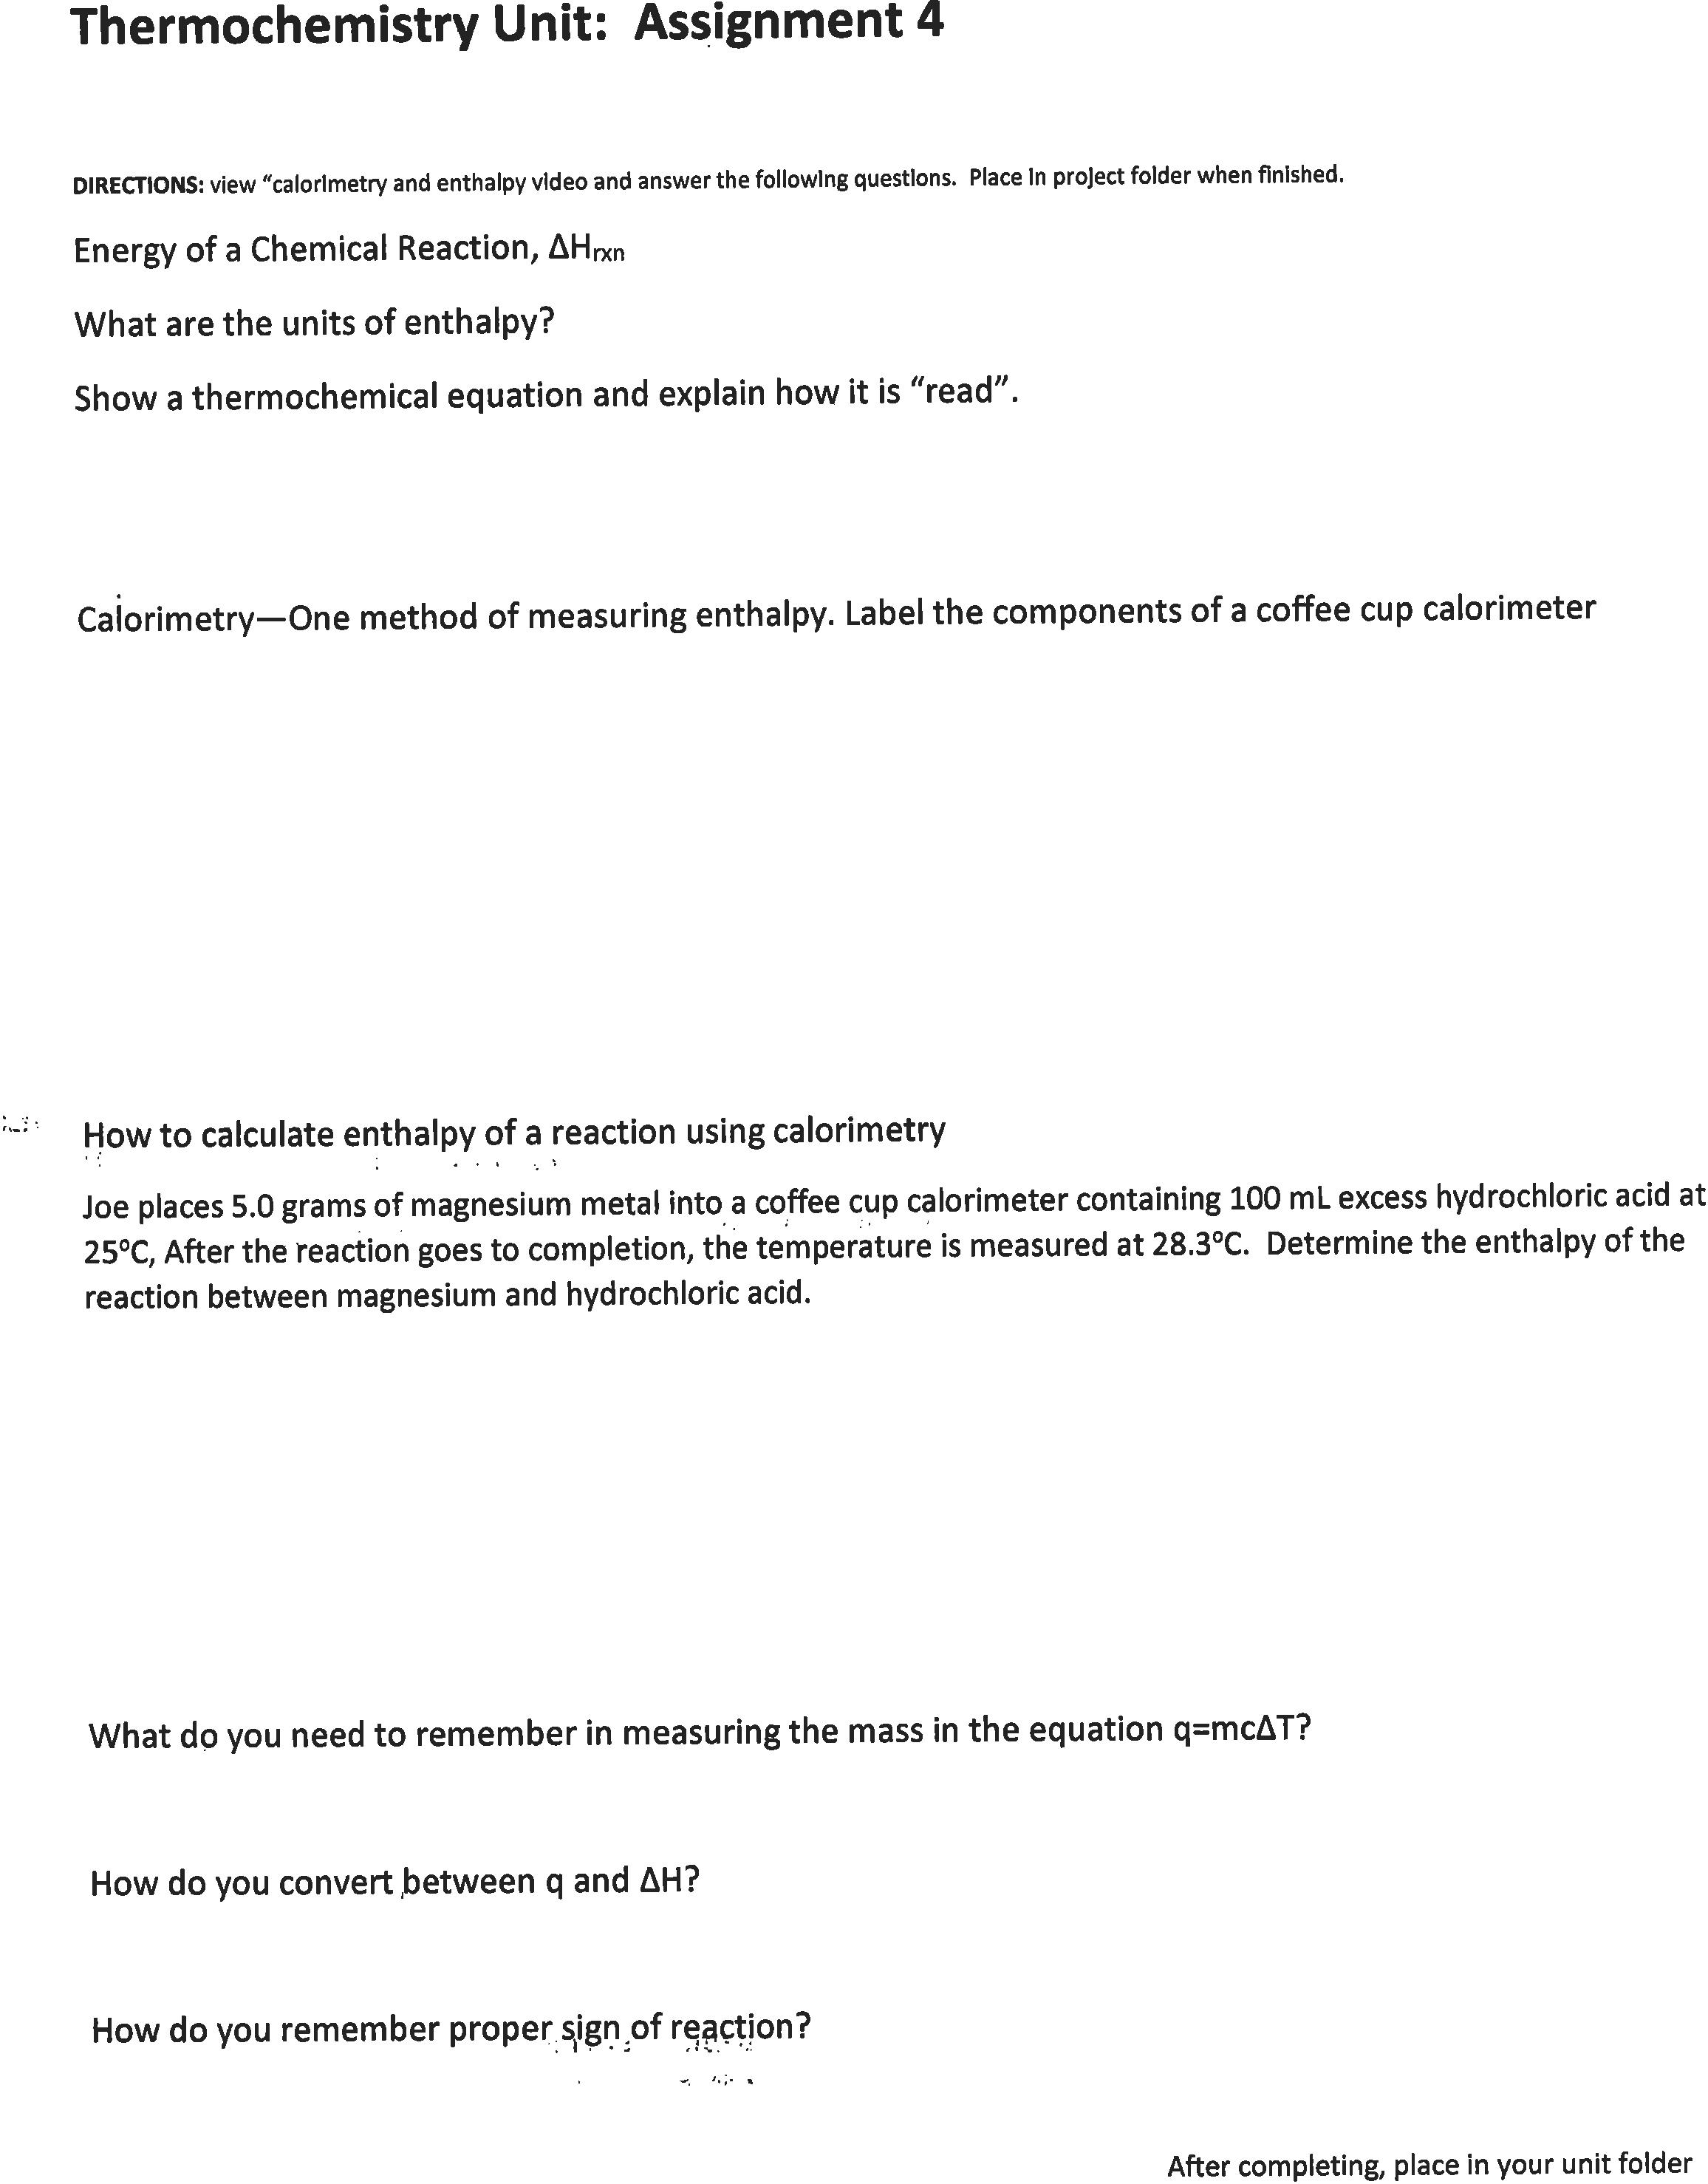 Thermochemistry Unit: Assignment 4
DIRECTIONS: view "calorimetry and enthalpy video and answer the following questions. Place in project folder when finished.
Energy of a Chemical Reaction, ΔHrxn
What are the units of enthalpy?
Show a thermochemical equation and explain how it is "read".
Calorimetry—One method of measuring enthalpy. Label the components of a coffee cup calorimeter
How to calculate enthalpy of a reaction using calorimetry
Joe places 5.0 grams of magnesium metal into a coffee cup calorimeter containing 100 mL excess hydrochloric acid at
25°C, After the reaction goes to completion, the temperature is measured at 28.3°C. Determine the enthalpy of the
reaction between magnesium and hydrochloric acid.
What do you need to remember in measuring the mass in the equation q=mcΔT?
How do you convert between q and ΔH?
How do you remember proper sign of reaction?
After completing, place in your unit folder